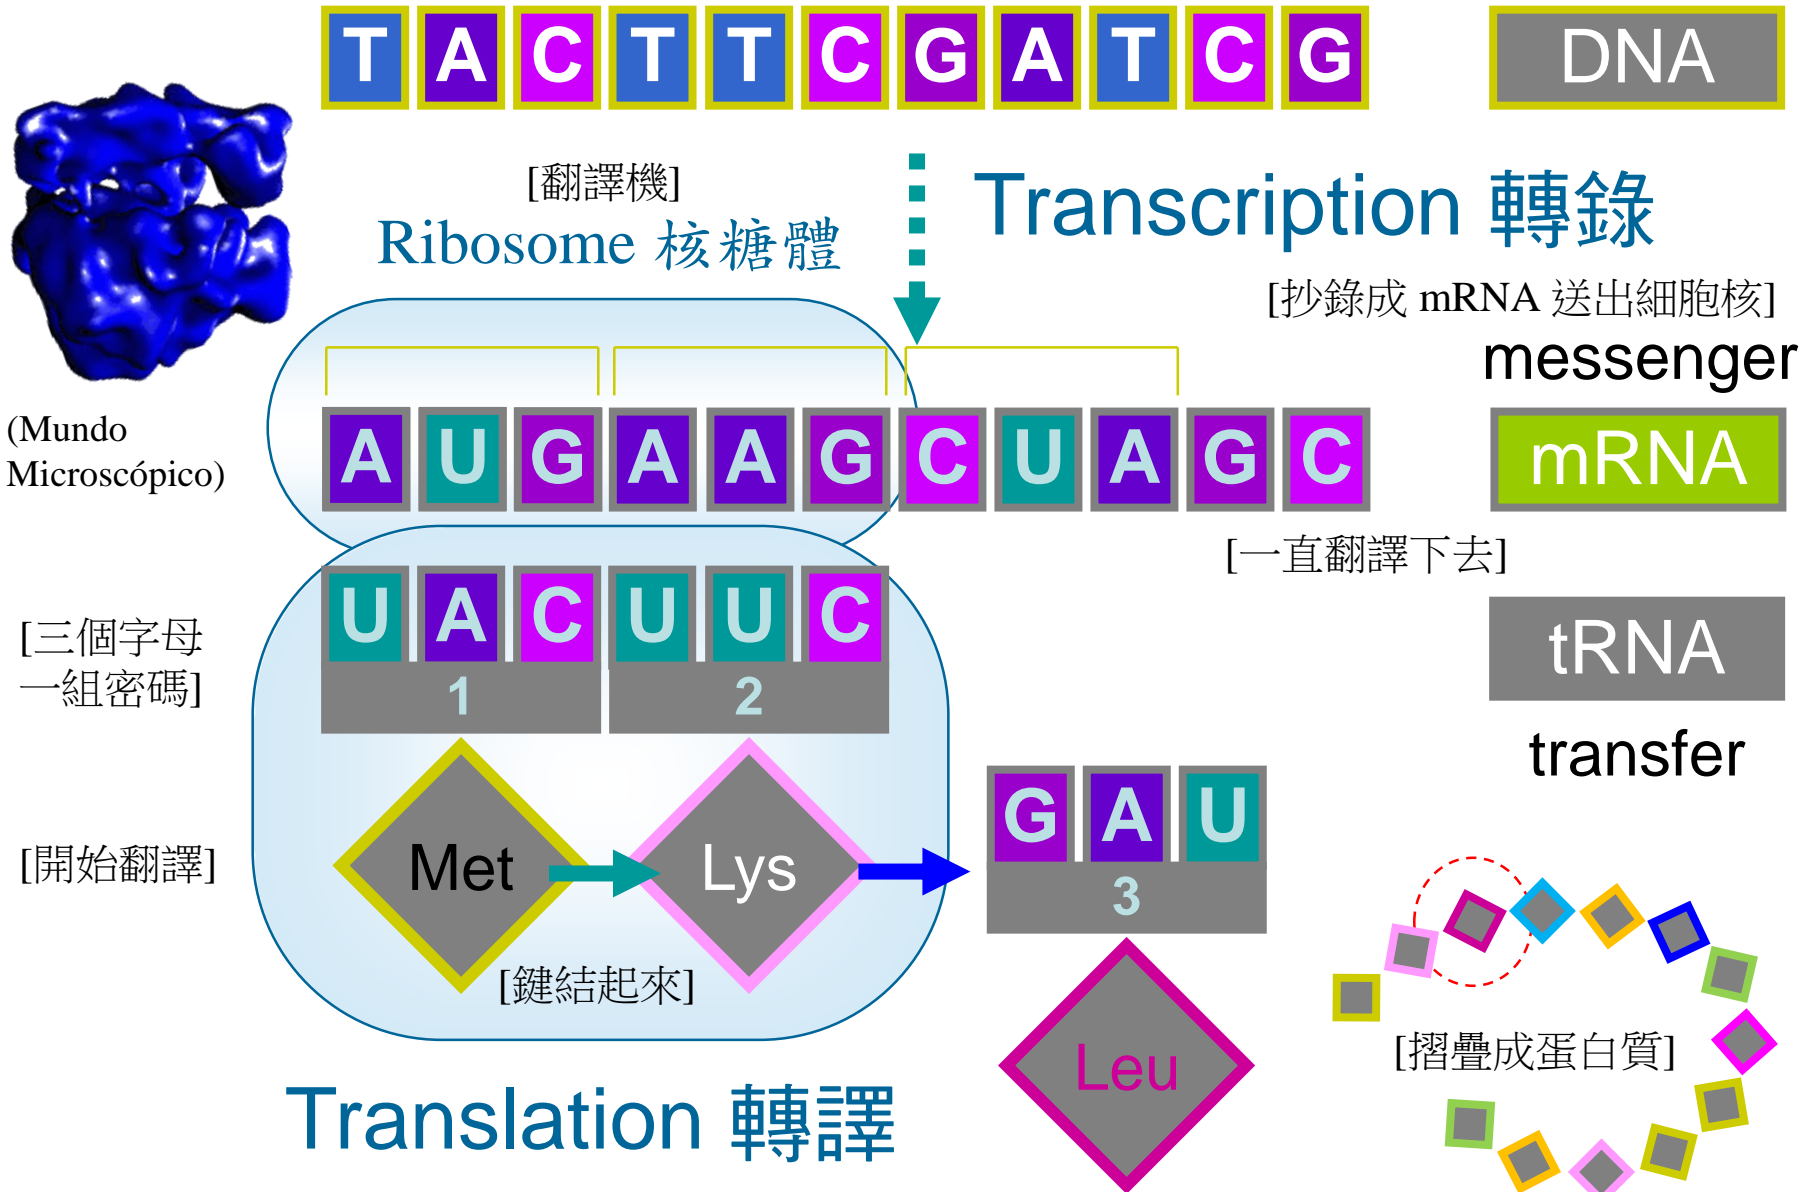 T A C T T C G A T C G DNA
[翻譯機]
Ribosome 核糖體
Transcription 轉錄
[抄錄成 mRNA 送出細胞核]
messenger
(Mundo
Microscópico)
A U G A A G C U A G C mRNA
[一直翻譯下去]
U A C U U C
1 2
[三個字母
一組密碼]
tRNA
transfer
G A U
3
[開始翻譯]
Met Lys
[鍵結起來]
Leu
[摺疊成蛋白質]
Translation 轉譯